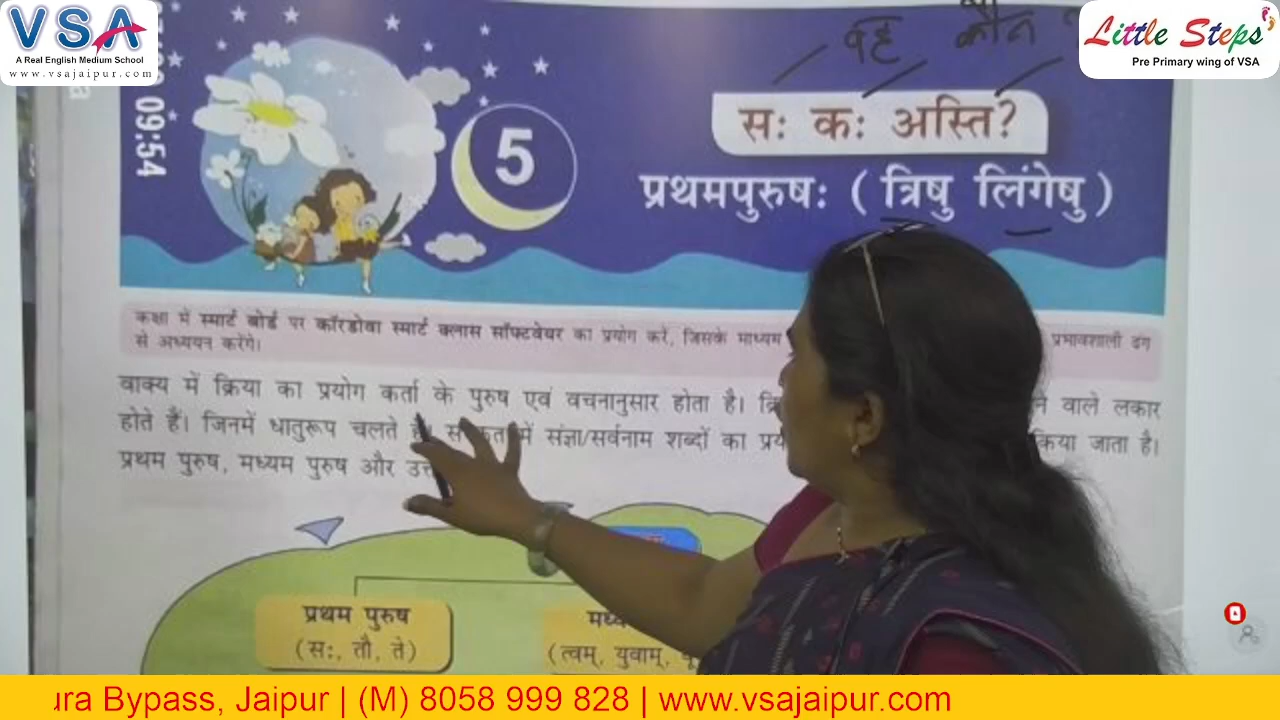 VSA
A Real English Medium School
www.vsajaipur.com
Little Steps
Pre Primary wing of VSA
वह कौन
09:54
5
सः कः अस्ति?
प्रथमपुरुषः ( त्रिषु लिंगेषु )
कक्षा में स्मार्ट बोर्ड पर कॉरडोवा स्मार्ट क्लास सॉफ्टवेयर का प्रयोग करें, जिसके माध्यम प्रभावशाली ढंग
से अध्ययन करेंगे।
वाक्य में क्रिया का प्रयोग कर्ता के पुरुष एवं वचनानुसार होता है। वाले लकार
होते हैं। जिनमें धातुरूप चलते में संज्ञा/सर्वनाम शब्दों का किया जाता है।
प्रथम पुरुष, मध्यम पुरुष और
प्रथम पुरुष
(सः, तौ, ते)
(त्वम्, युवाम्,
Bypass, Jaipur | (M) 8058 999 828 | www.vsajaipur.com